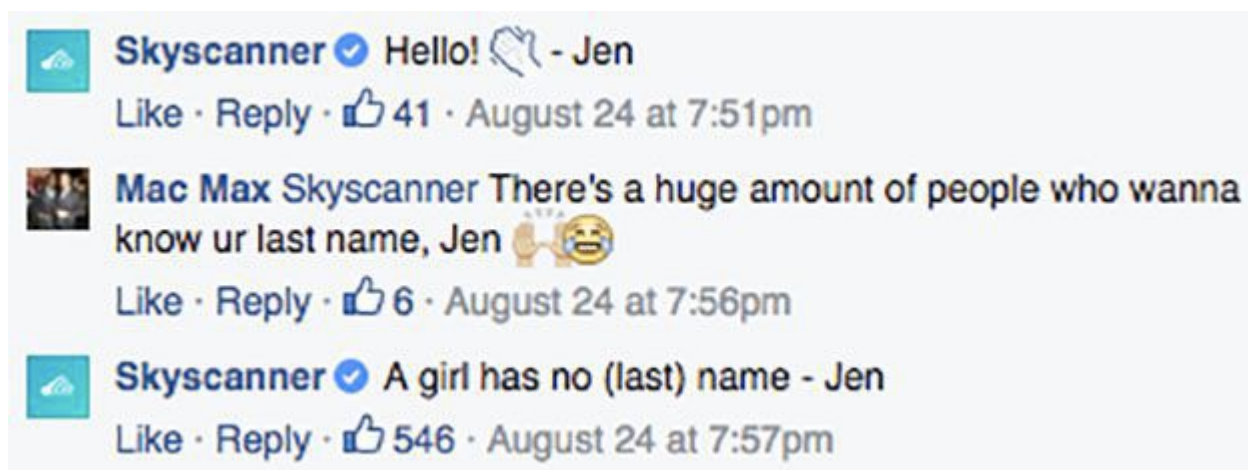 Skyscanner Hello! 👋 - Jen
Like · Reply · 41 · August 24 at 7:51pm
Mac Max Skyscanner There's a huge amount of people who wanna
know ur last name, Jen 🙌🏼😂
Like · Reply · 6 · August 24 at 7:56pm
Skyscanner A girl has no (last) name - Jen
Like · Reply · 546 · August 24 at 7:57pm